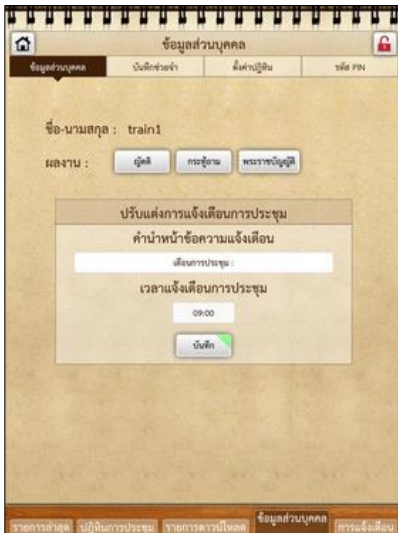 ข้อมูลส่วนบุคคล
ข้อมูลส่วนบุคคล บันทึกช่วยจำ ตั้งค่าปฏิทิน รหัส PIN
ชื่อ-นามสกุล : train1
ผลงาน : ญัตติ กระทู้ถาม พระราชบัญญัติ
ปรับแต่งการแจ้งเตือนการประชุม
คำนำหน้าข้อความแจ้งเตือน
เตือนการประชุม :
เวลาแจ้งเตือนการประชุม
09:00
บันทึก
รายการล่าสุด ปฏิทินการประชุม รายการดาวน์โหลด ข้อมูลส่วนบุคคล การแจ้งเตือน